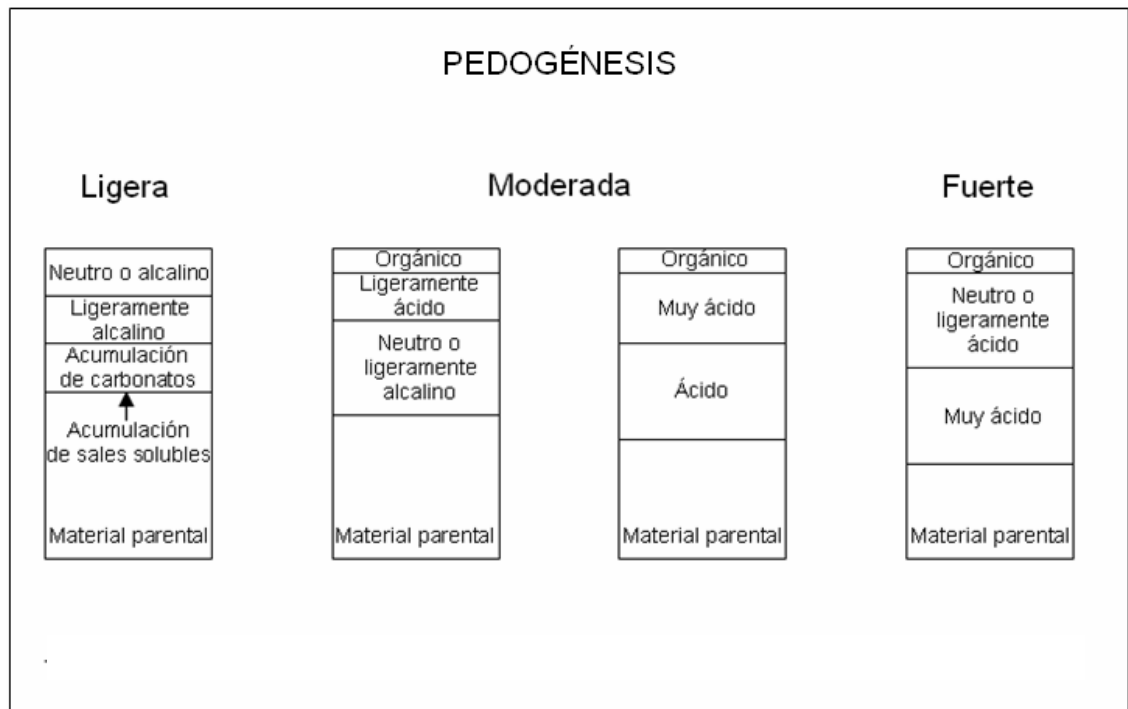 PEDOGÉNESIS
Ligera
Moderada
Fuerte
Neutro o alcalino
Ligeramente
alcalino
Acumulación
de carbonatos
Acumulación
de sales solubles
Material parental
Orgánico
Ligeramente
ácido
Neutro o
ligeramente
alcalino
Material parental
Orgánico
Muy ácido
Ácido
Material parental
Orgánico
Neutro o
ligeramente
ácido
Muy ácido
Material parental